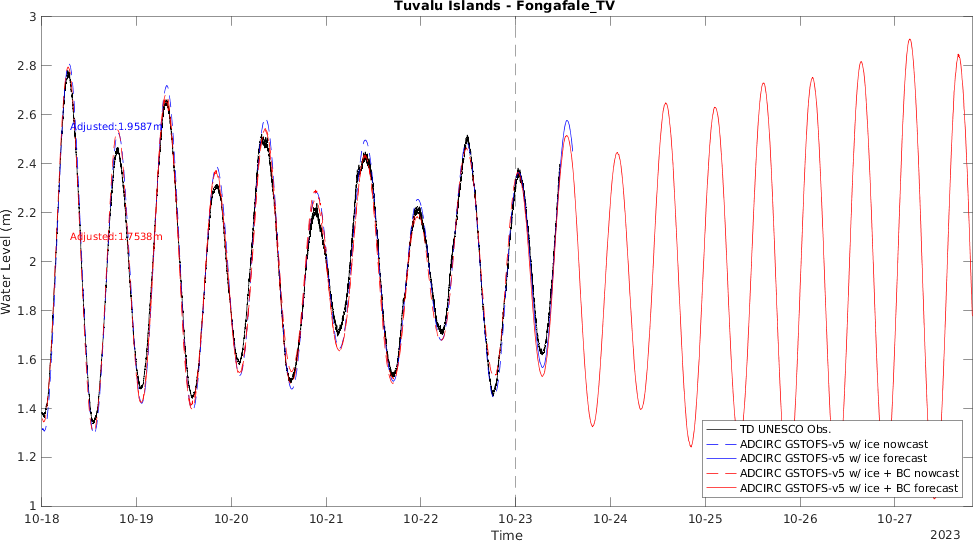 Tuvalu Islands - Fongafale_TV
3
2.8
2.6
2.4
2.2
2
1.8
1.6
1.4
1.2
1
Water Level (m)
Adjusted:1.9587m
Adjusted:1.7538m
TD UNESCO Obs.
ADCIRC GSTOFS-v5 w/ ice nowcast
ADCIRC GSTOFS-v5 w/ ice forecast
ADCIRC GSTOFS-v5 w/ ice + BC nowcast
ADCIRC GSTOFS-v5 w/ ice + BC forecast
10-18 10-19 10-20 10-21 10-22 10-23 10-24 10-25 10-26 10-27
Time
2023